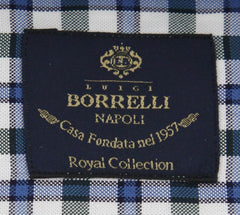 LUIGI
BORRELLI
NAPOLI
Casa Fondata nel 1957
Royal Collection